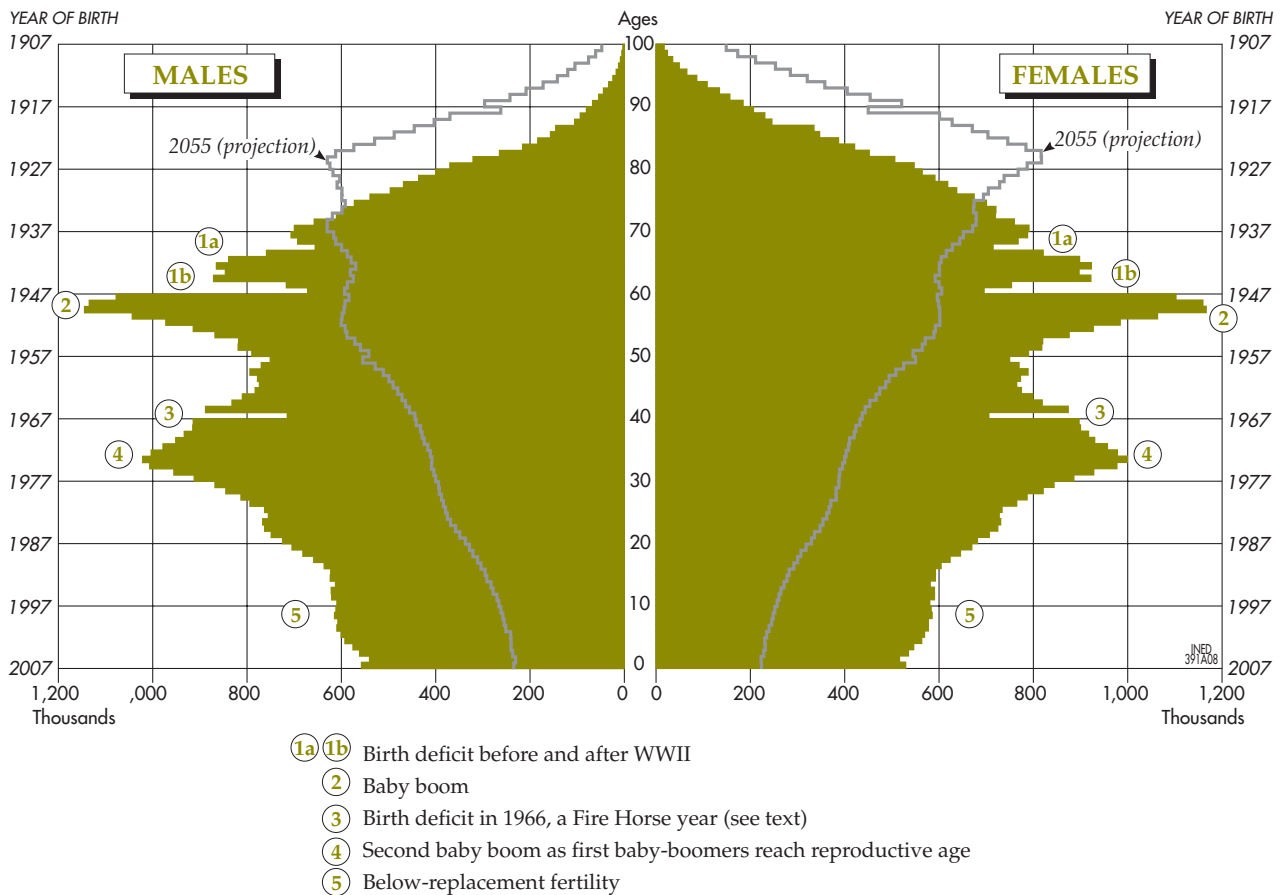 YEAR OF BIRTH
Ages
YEAR OF BIRTH
MALES
FEMALES
1907
1917
1927
1937
1947
1957
1967
1977
1987
1997
2007
100
90
80
70
60
50
40
30
20
10
0
1907
1917
1927
1937
1947
1957
1967
1977
1987
1997
2007
2055 (projection)
2055 (projection)
1a
1b
2
3
4
5
1a
1b
2
3
4
5
INED
391A08
1,200 ,000 800 600 400 200 0
0 200 400 600 800 1,000 1,200
Thousands
Thousands
1a 1b Birth deficit before and after WWII
2 Baby boom
3 Birth deficit in 1966, a Fire Horse year (see text)
4 Second baby boom as first baby-boomers reach reproductive age
5 Below-replacement fertility